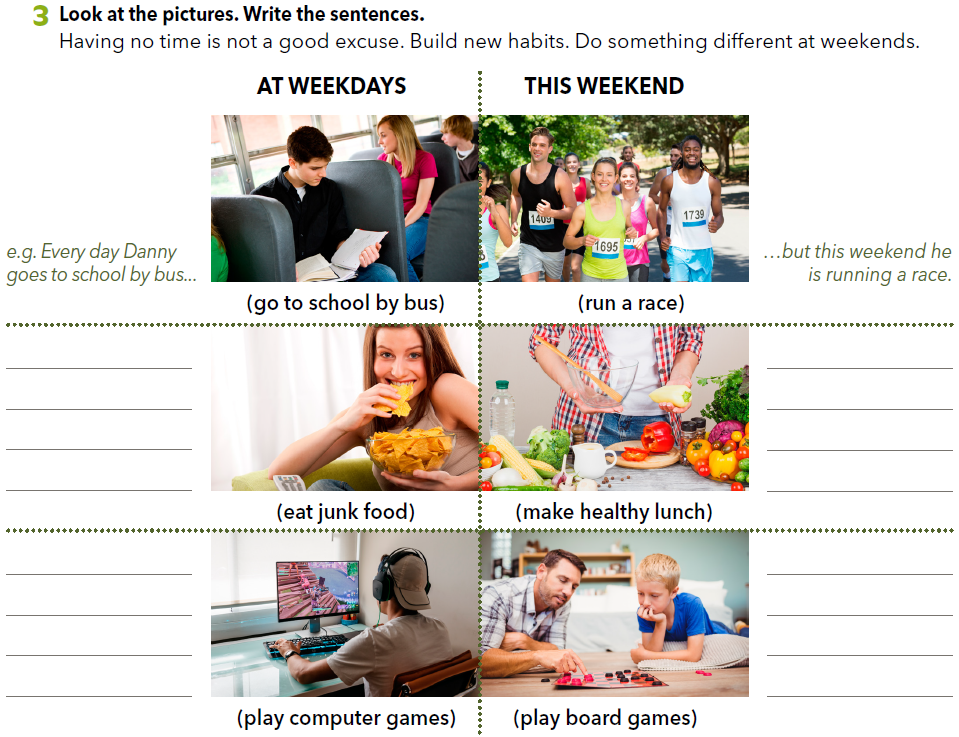 3 Look at the pictures. Write the sentences.
Having no time is not a good excuse. Build new habits. Do something different at weekends.
AT WEEKDAYS
THIS WEEKEND
1409
1695
1739
e.g. Every day Danny
goes to school by bus...
…but this weekend he
is running a race.
(go to school by bus)
(run a race)
(eat junk food)
(make healthy lunch)
(play computer games)
(play board games)